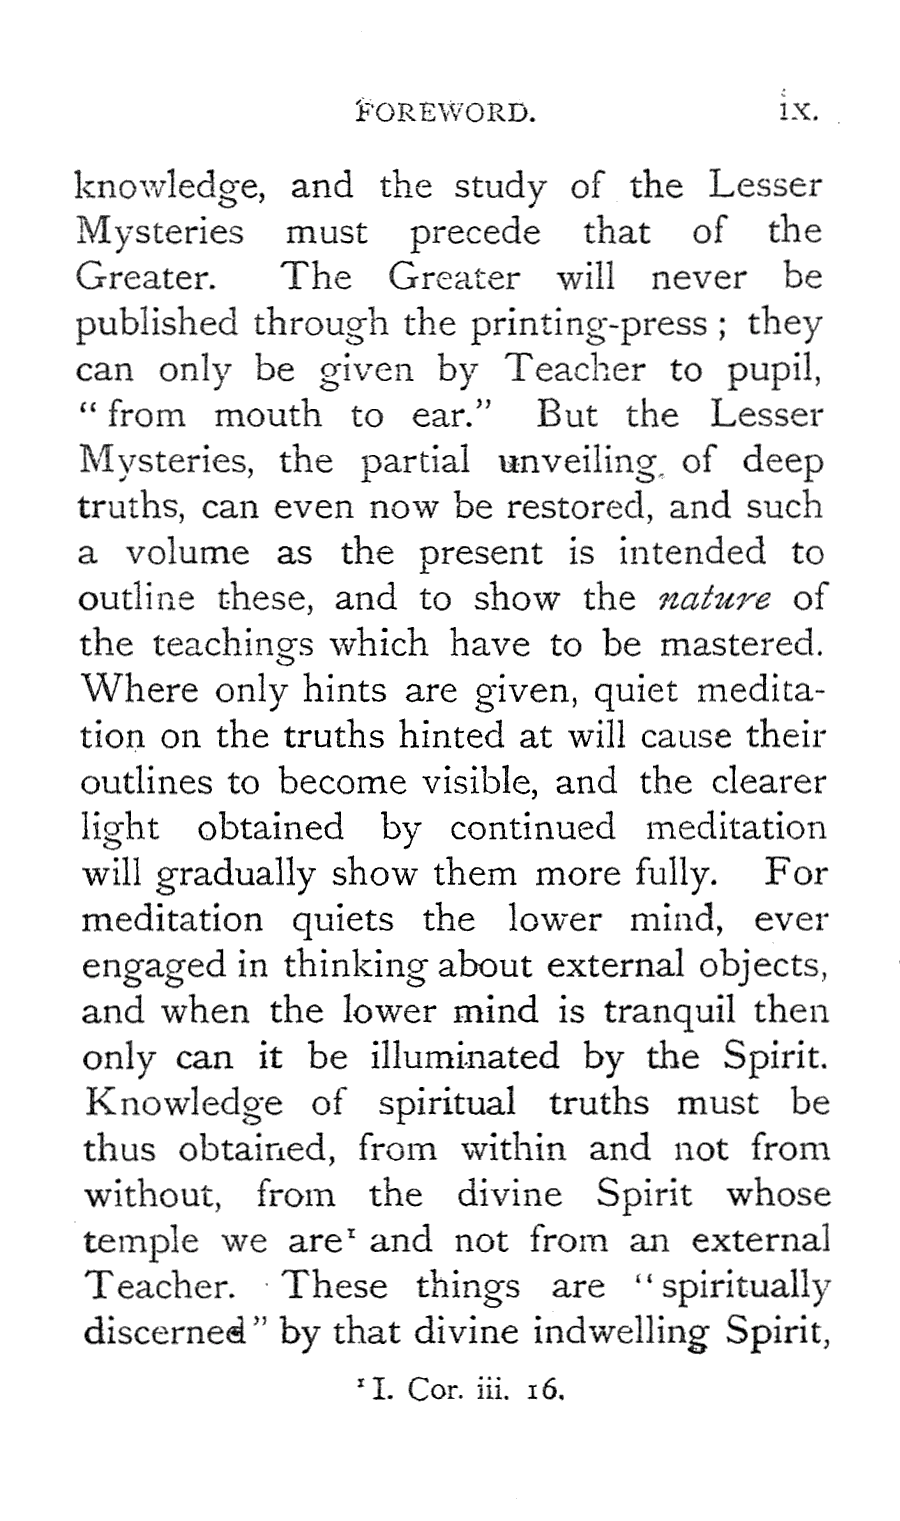 FOREWORD. ix.
knowledge, and the study of the Lesser
Mysteries must precede that of the
Greater. The Greater will never be
published through the printing-press ; they
can only be given by Teacher to pupil,
“ from mouth to ear.” But the Lesser
Mysteries, the partial unveiling of deep
truths, can even now be restored, and such
a volume as the present is intended to
outline these, and to show the nature of
the teachings which have to be mastered.
Where only hints are given, quiet medita-
tion on the truths hinted at will cause their
outlines to become visible, and the clearer
light obtained by continued meditation
will gradually show them more fully. For
meditation quiets the lower mind, ever
engaged in thinking about external objects,
and when the lower mind is tranquil then
only can it be illuminated by the Spirit.
Knowledge of spiritual truths must be
thus obtained, from within and not from
without, from the divine Spirit whose
temple we are¹ and not from an external
Teacher. These things are “ spiritually
discerned ” by that divine indwelling Spirit,
¹ I. Cor. iii. 16.